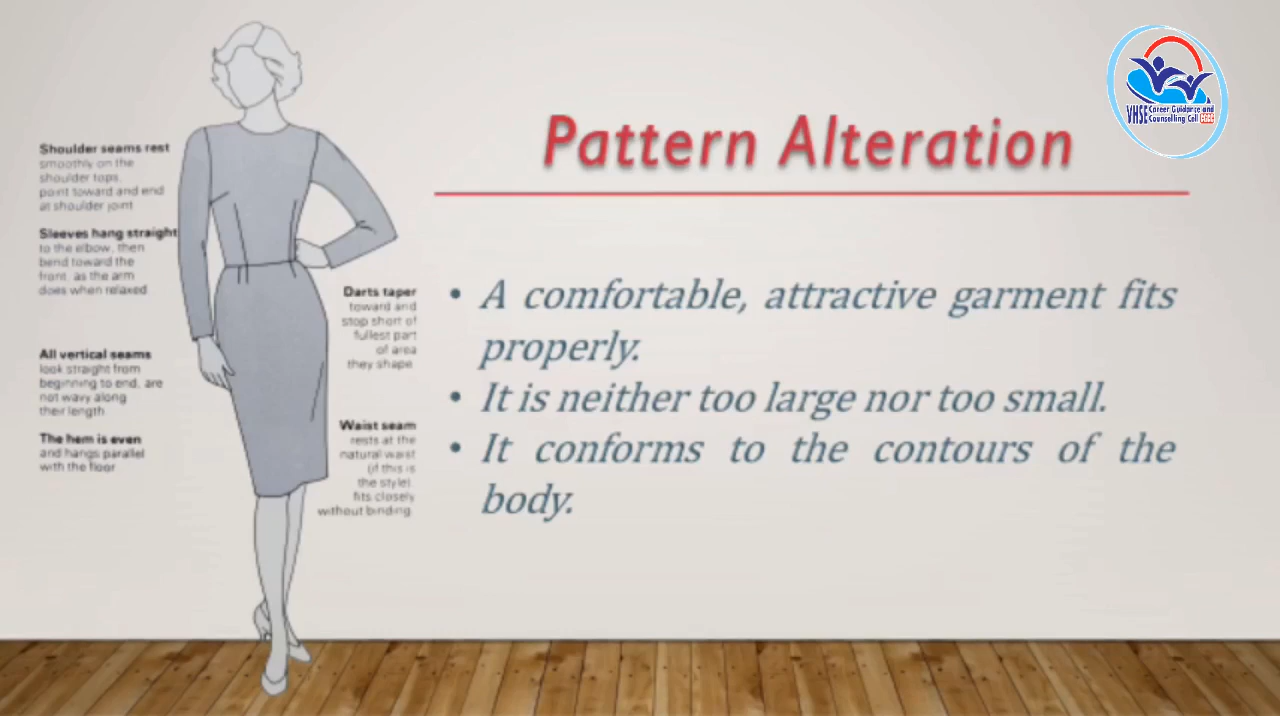 Pattern Alteration
Shoulder seams rest
smoothly on the
shoulder tops,
point toward and end
at shoulder joint
Sleeves hang straight
to the elbow, then
bend toward the
front, as the arm
does when relaxed
All vertical seams
look straight from
beginning to end, are
not wavy along
their length
The hem is even
and hangs parallel
with the floor
Darts taper
toward and
stop short of
fullest part
of area
they shape
Waist seam
rests at the
natural waist
(if this is
the style)
fits closely
without binding
• A comfortable, attractive garment fits
properly.
• It is neither too large nor too small.
• It conforms to the contours of the
body.
VHSE Career Guidance and
Counselling Cell CGCC